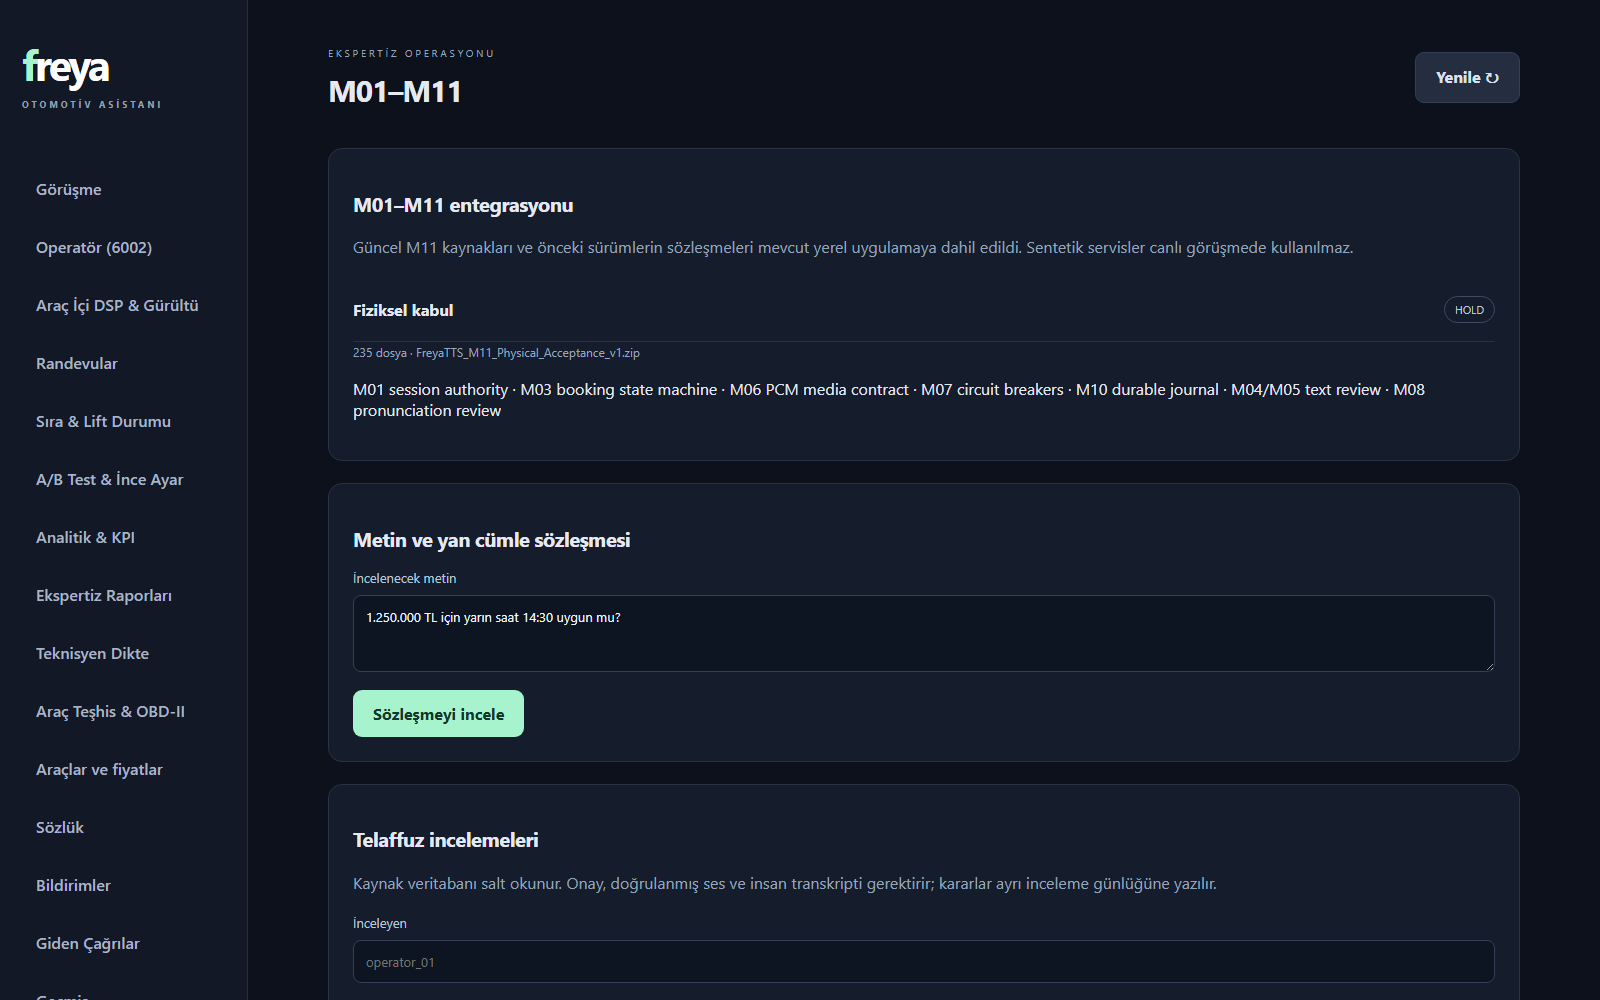 freya
OTOMOTİV ASİSTANI
Görüşme
Operatör (6002)
Araç İçi DSP & Gürültü
Randevular
Sıra & Lift Durumu
A/B Test & İnce Ayar
Analitik & KPI
Ekspertiz Raporları
Teknisyen Dikte
Araç Teşhis & OBD-II
Araçlar ve fiyatlar
Sözlük
Bildirimler
Giden Çağrılar
EKSPERTİZ OPERASYONU
M01–M11
Yenile ↻
M01–M11 entegrasyonu
Güncel M11 kaynakları ve önceki sürümlerin sözleşmeleri mevcut yerel uygulamaya dahil edildi. Sentetik servisler canlı görüşmede kullanılmaz.
Fiziksel kabul
HOLD
235 dosya · FreyaTTS_M11_Physical_Acceptance_v1.zip
M01 session authority · M03 booking state machine · M06 PCM media contract · M07 circuit breakers · M10 durable journal · M04/M05 text review · M08
pronunciation review
Metin ve yan cümle sözleşmesi
İncelenecek metin
1.250.000 TL için yarın saat 14:30 uygun mu?
Sözleşmeyi incele
Telaffuz incelemeleri
Kaynak veritabanı salt okunur. Onay, doğrulanmış ses ve insan transkripti gerektirir; kararlar ayrı inceleme günlüğüne yazılır.
İnceleyen
operator_01